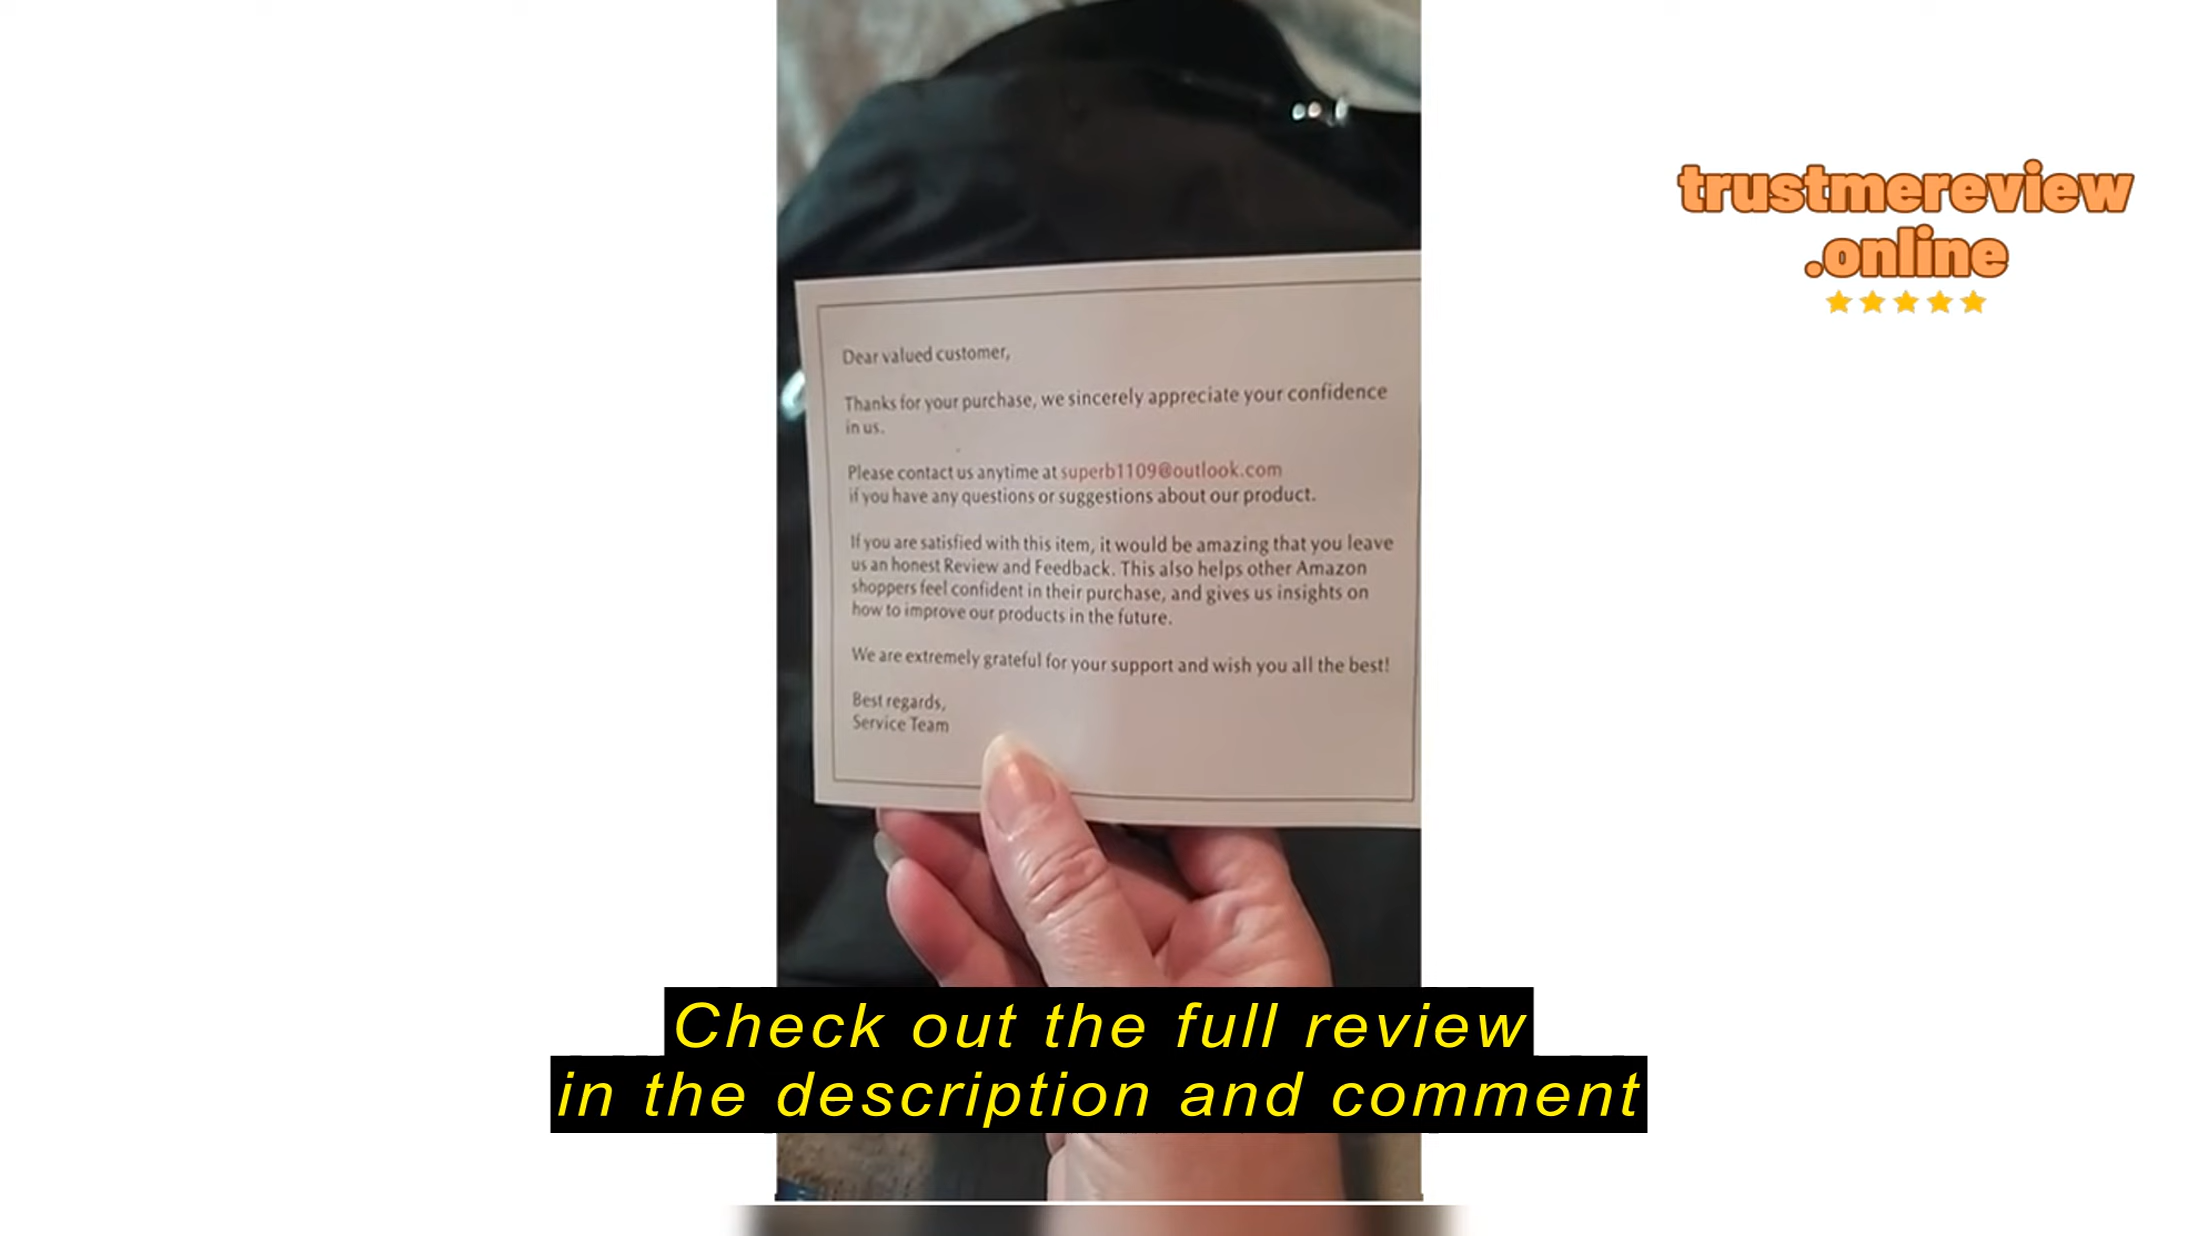 trustmereview
.online
Dear valued customer,
Thanks for your purchase, we sincerely appreciate your confidence
in us.
Please contact us anytime at superb1109@outlook.com
if you have any questions or suggestions about our product.
If you are satisfied with this item, it would be amazing that you leave
us an honest Review and Feedback. This also helps other Amazon
shoppers feel confident in their purchase, and gives us insights on
how to improve our products in the future.
We are extremely grateful for your support and wish you all the best!
Best regards,
Service Team
Check out the full review
in the description and comment